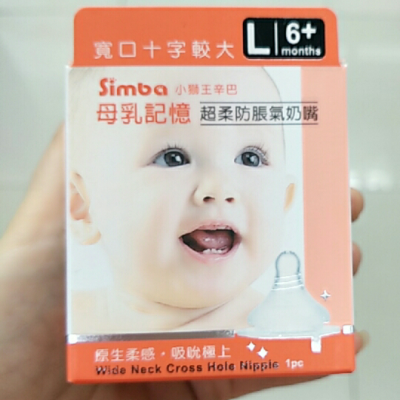 寬口十字較大 L 6+
months
Simba 小獅王辛巴
母乳記憶 超柔防脹氣奶嘴
原生柔感，吸吮極上
Wide Neck Cross Hole Nipple 1pc